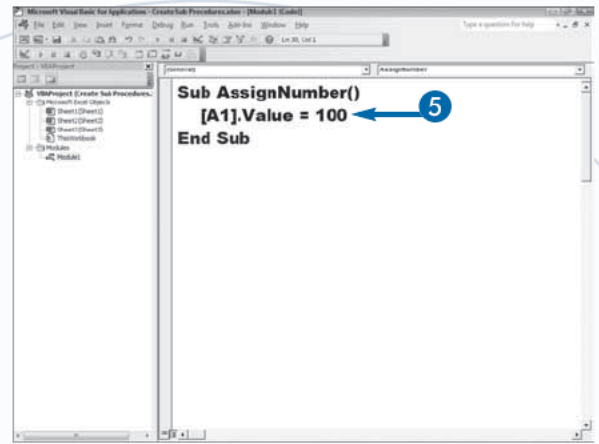 Microsoft Visual Basic for Applications - Create Sub Procedures.xlsm - [Module1 (Code)]
File Edit View Insert Format Debug Run Tools Add-Ins Window Help Type a question for help
Ln 30, Col 1
Project - VBAProject
(General) AssignNumber
VBAProject (Create Sub Procedures.
Microsoft Excel Objects
Sheet1 (Sheet1)
Sheet2 (Sheet2)
Sheet3 (Sheet3)
ThisWorkbook
Modules
Module1
Sub AssignNumber()
[A1].Value = 100 5
End Sub